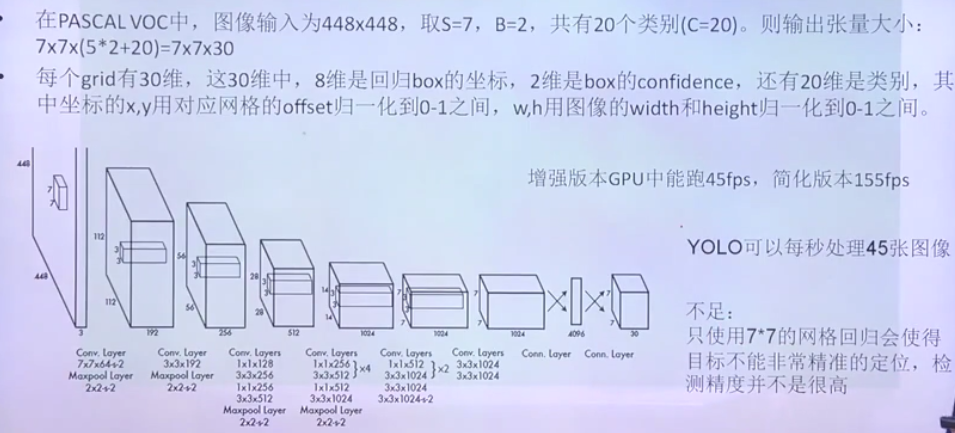 在PASCAL VOC中，图像输入为448x448，取S=7，B=2，共有20个类别(C=20)。则输出张量大小：
7x7x(5*2+20)=7x7x30
每个grid有30维，这30维中，8维是回归box的坐标，2维是box的confidence，还有20维是类别，其
中坐标的x,y用对应网格的offset归一化到0-1之间，w,h用图像的width和height归一化到0-1之间。
增强版本GPU中能跑45fps，简化版本155fps
YOLO可以每秒处理45张图像
不足：
只使用7*7的网格回归会使得
目标不能非常精准的定位，检
测精度并不是很高
448
448
7
7
3
112
112
3
3
192
56
56
3
3
256
28
28
3
3
512
14
14
3
3
1024
7
7
3
3
1024
7
7
1024
4096
7
7
30
Conv. Layer
7x7x64-s-2
Maxpool Layer
2x2-s-2
Conv. Layer
3x3x192
Maxpool Layer
2x2-s-2
Conv. Layers
1x1x128
3x3x256
1x1x256
3x3x512
Maxpool Layer
2x2-s-2
Conv. Layers
1x1x256
3x3x512 }x4
1x1x512
3x3x1024
Maxpool Layer
2x2-s-2
Conv. Layers
1x1x512
3x3x1024 }x2
3x3x1024
3x3x1024-s-2
Conv. Layers
3x3x1024
3x3x1024
Conn. Layer
Conn. Layer